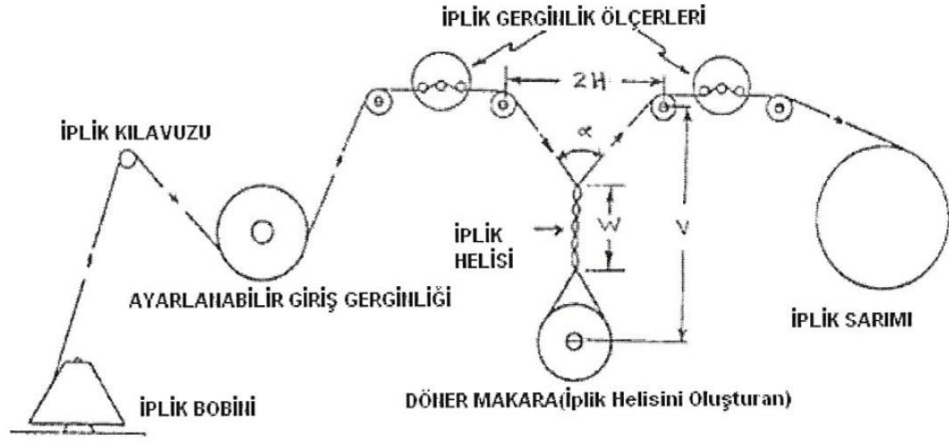 İPLİK GERGİNLİK ÖLÇERLERİ
2H
İPLİK KILAVUZU
α
W
V
İPLİK
HELİSİ
AYARLANABİLİR GİRİŞ GERGİNLİĞİ
İPLİK SARIMI
İPLİK BOBİNİ
DÖNER MAKARA(İplik Helisini Oluşturan)